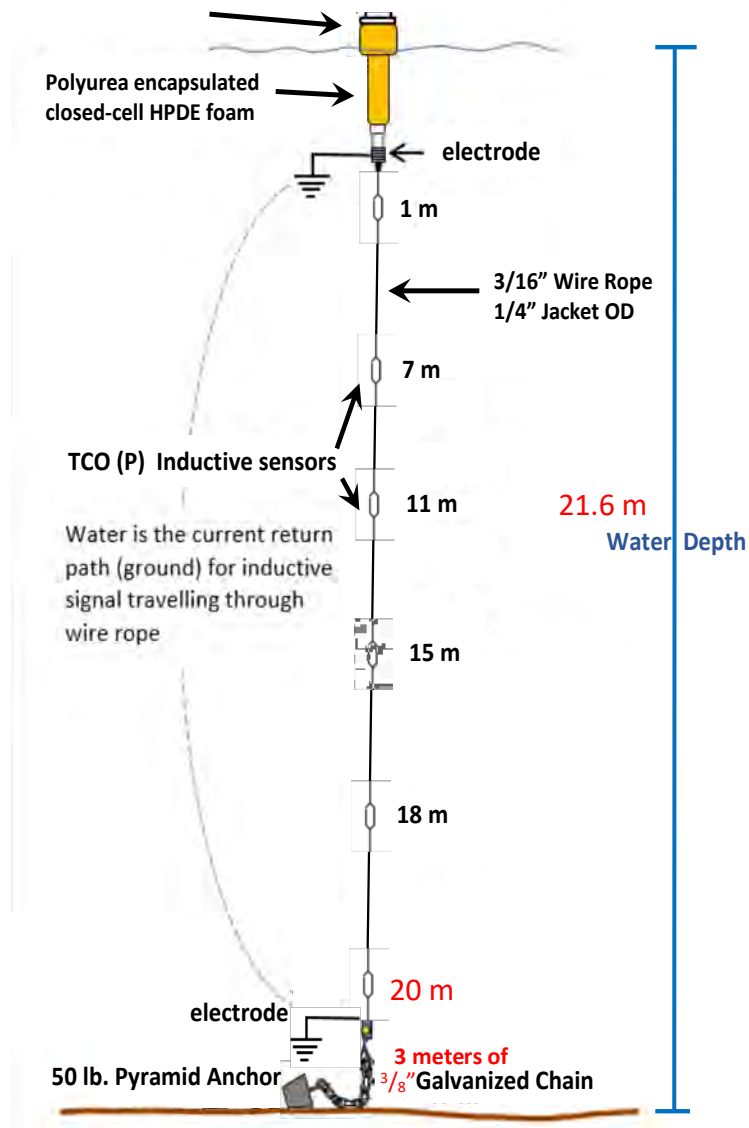 Polyurea encapsulated
closed-cell HPDE foam
electrode
1 m
3/16” Wire Rope
1/4” Jacket OD
7 m
TCO (P) Inductive sensors
11 m
21.6 m
Water Depth
Water is the current return
path (ground) for inductive
signal travelling through
wire rope
15 m
18 m
20 m
electrode
3 meters of
50 lb. Pyramid Anchor
3/8” Galvanized Chain